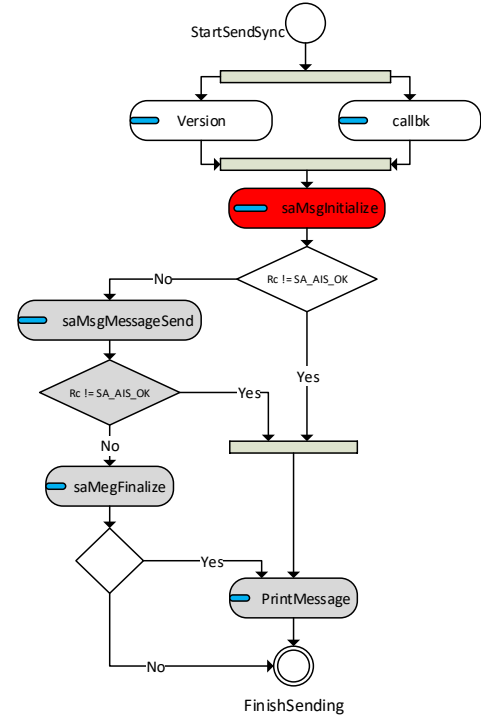 StartSendSync
Version
callbk
saMsgInitialize
Rc != SA_AIS_OK
No
saMsgMessageSend
Yes
Rc != SA_AIS_OK
Yes
No
saMegFinalize
Yes
PrintMessage
No
FinishSending